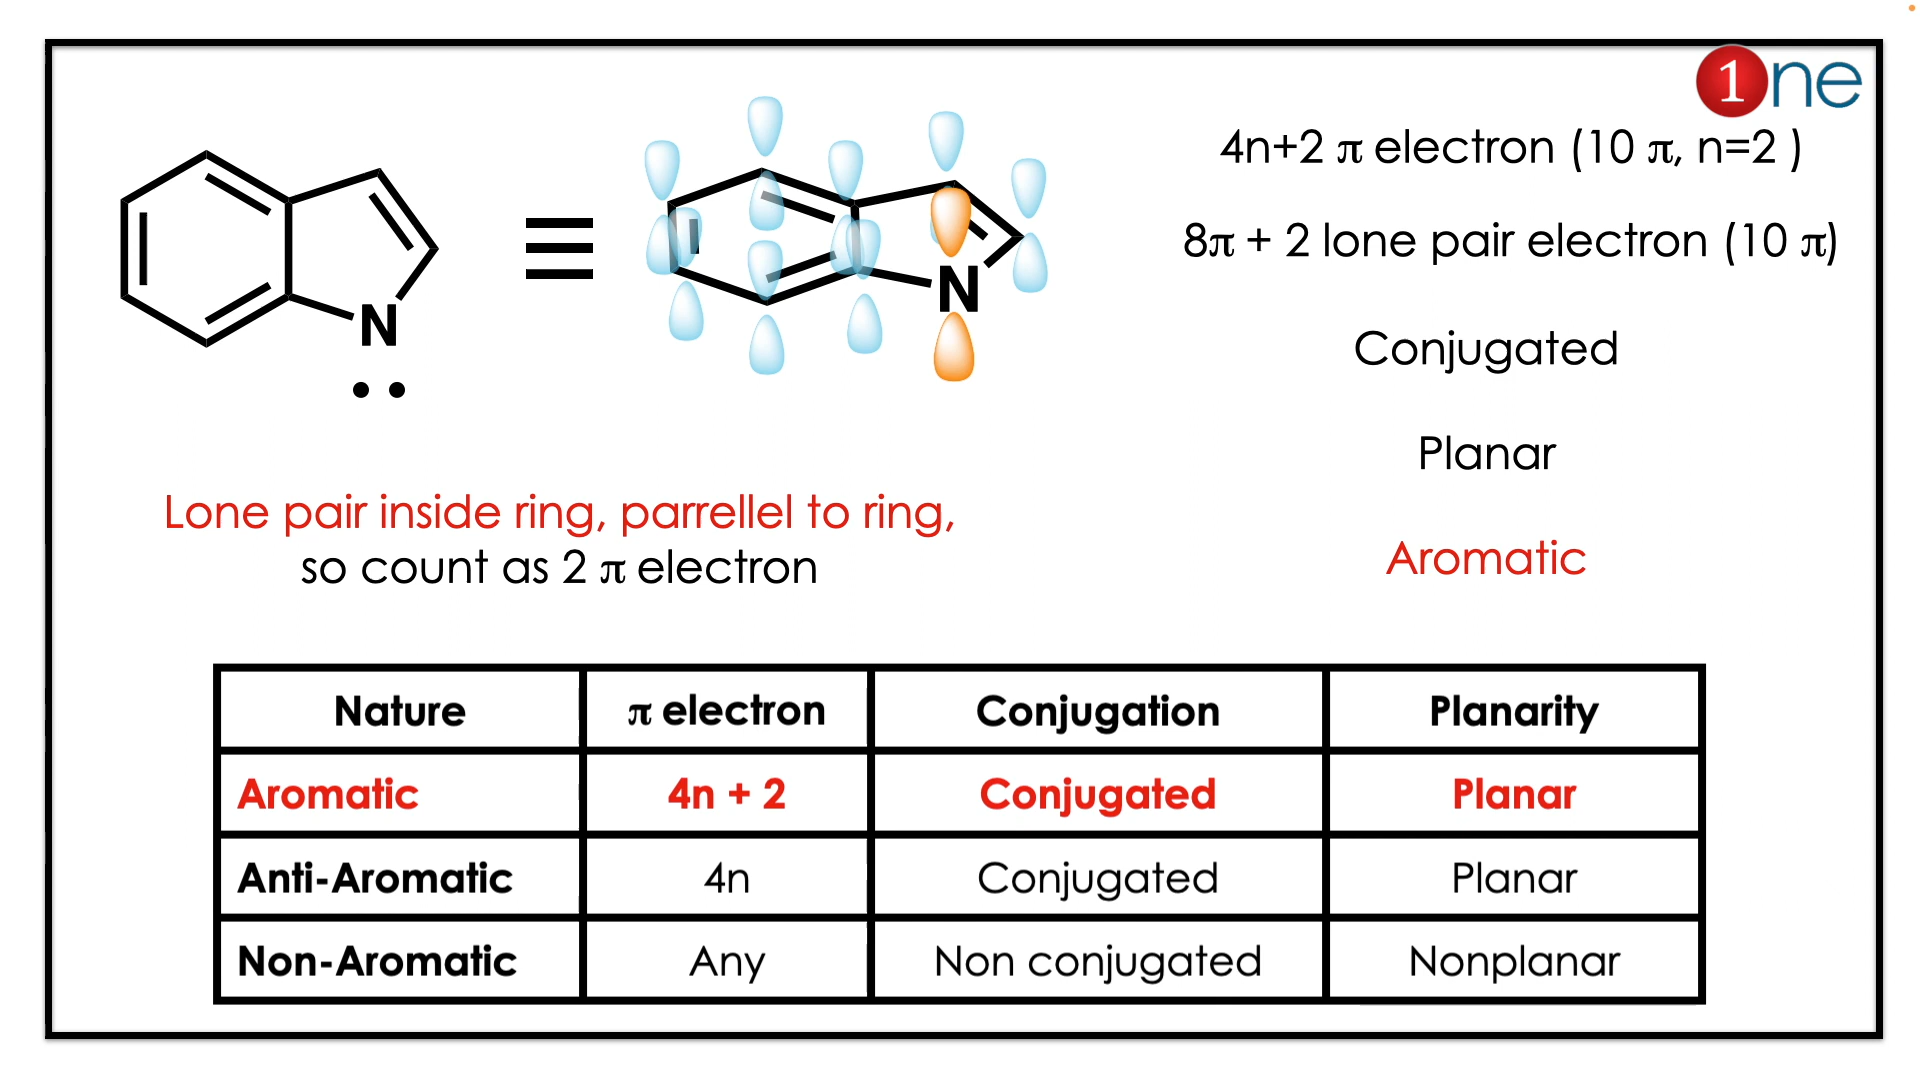 1ne
4n+2 π electron (10 π, n=2 )
8π + 2 lone pair electron (10 π)
Conjugated
Planar
Aromatic
N
N
Lone pair inside ring, parrellel to ring,
so count as 2 π electron
Nature π electron Conjugation Planarity
Aromatic 4n + 2 Conjugated Planar
Anti-Aromatic 4n Conjugated Planar
Non-Aromatic Any Non conjugated Nonplanar